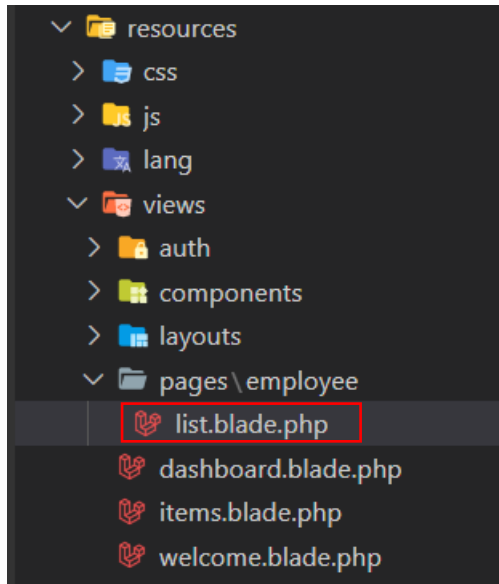 resources
css
js
lang
views
auth
components
layouts
pages\employee
list.blade.php
dashboard.blade.php
items.blade.php
welcome.blade.php